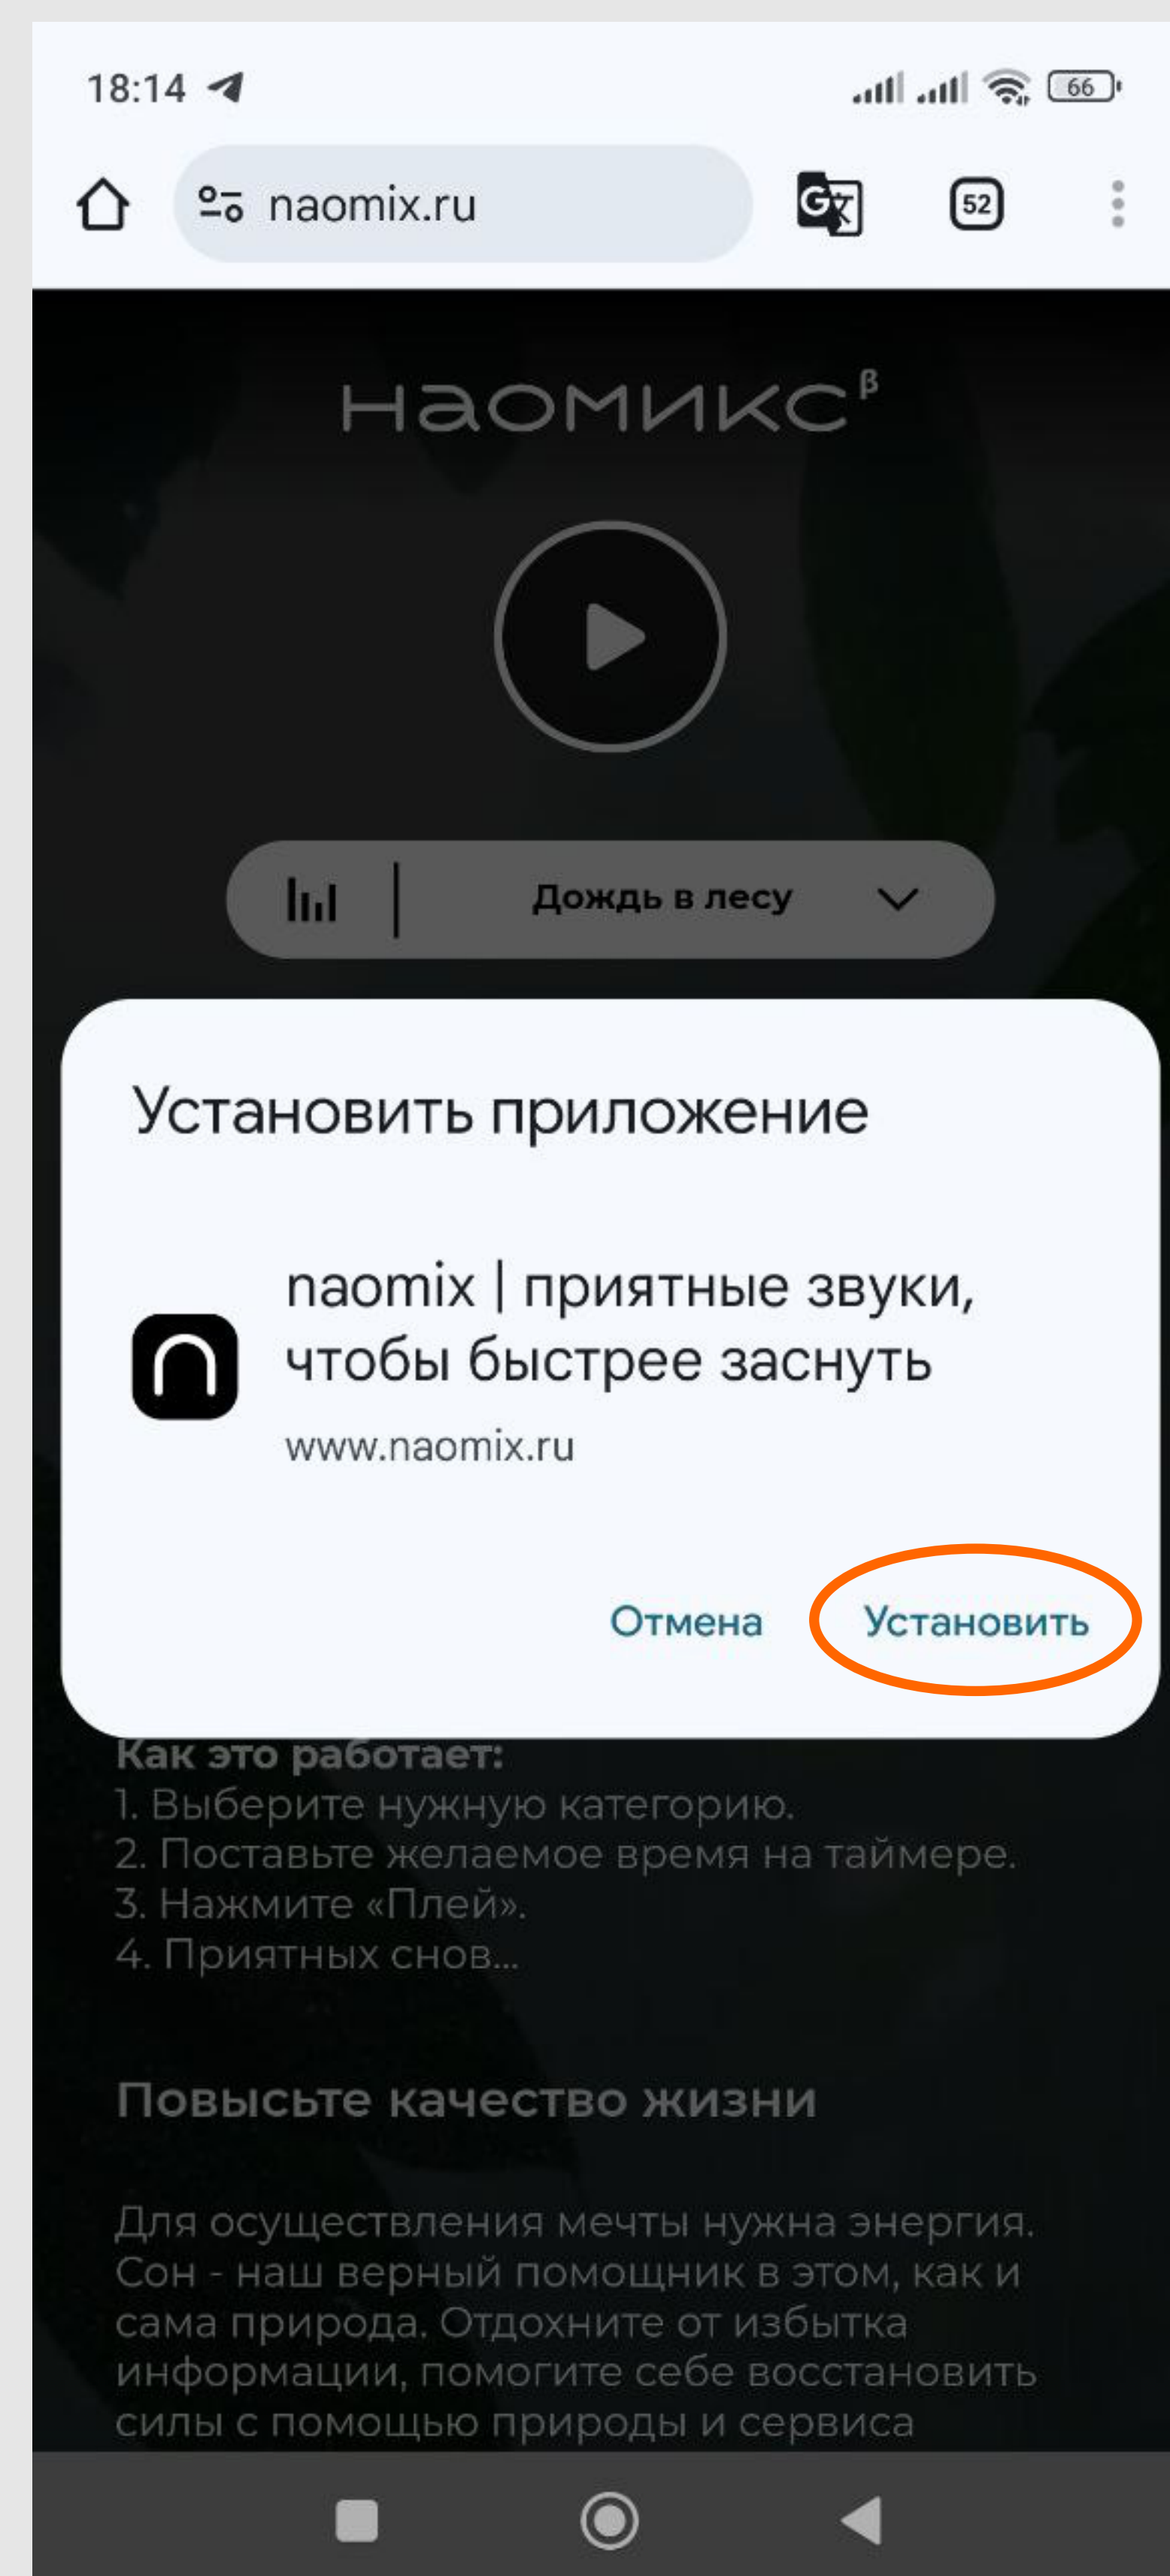 18:14
66
naomix.ru
G文
52
наомикс β
Дождь в лесу
Установить приложение
naomix | приятные звуки,
чтобы быстрее заснуть
www.naomix.ru
Отмена Установить
Как это работает:
1. Выберите нужную категорию.
2. Поставьте желаемое время на таймере.
3. Нажмите «Плей».
4. Приятных снов...
Повысьте качество жизни
Для осуществления мечты нужна энергия.
Сон - наш верный помощник в этом, как и
сама природа. Отдохните от избытка
информации, помогите себе восстановить
силы с помощью природы и сервиса